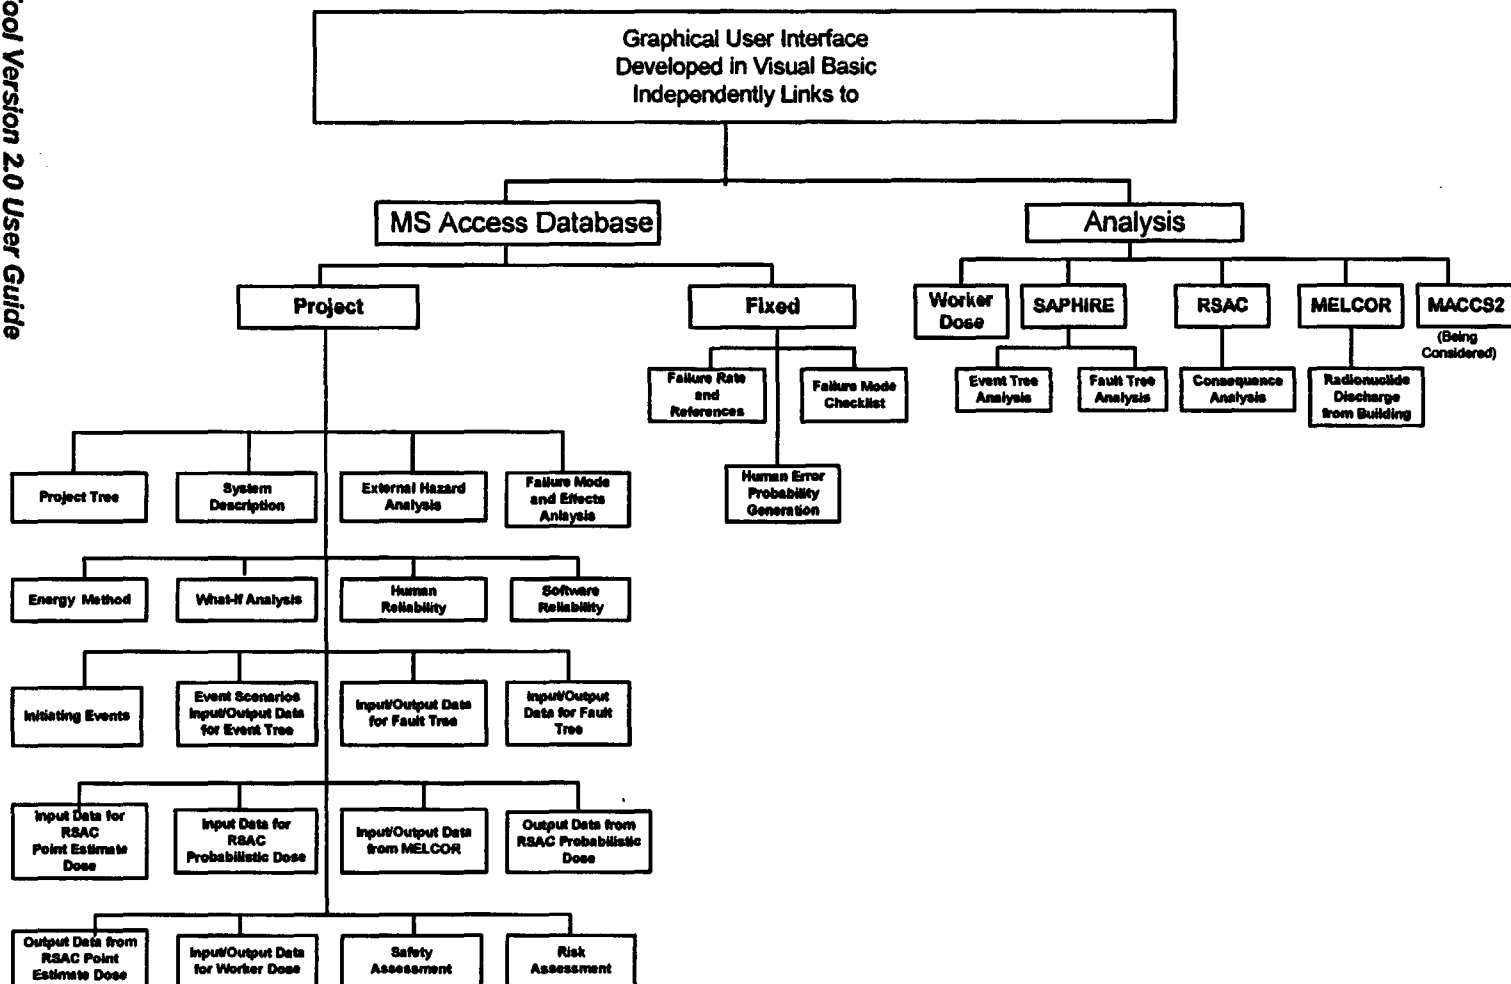 ool Version 2.0 User Guide
Graphical User Interface
Developed in Visual Basic
Independently Links to
MS Access Database
Analysis
Project
Fixed
Worker
Dose
SAPHIRE
RSAC
MELCOR
MACCS2
(Being
Considered)
Failure Rate
and
References
Failure Mode
Checklist
Event Tree
Analysis
Fault Tree
Analysis
Consequence
Analysis
Radionuclide
Discharge
from Building
Human Error
Probability
Generation
Project Tree
System
Description
External Hazard
Analysis
Failure Mode
and Effects
Anlaysis
Energy Method
What-If Analysis
Human
Reliability
Software
Reliability
Initiating Events
Event Scenarios
Input/Output Data
for Event Tree
Input/Output Data
for Fault Tree
Input/Output
Data for Fault
Tree
Input Data for
RSAC
Point Estimate
Dose
Input Data for
RSAC
Probabilistic Dose
Input/Output Data
from MELCOR
Output Data from
RSAC Probabilistic
Dose
Output Data from
RSAC Point
Estimate Dose
Input/Output Data
for Worker Dose
Safety
Assessment
Risk
Assessment